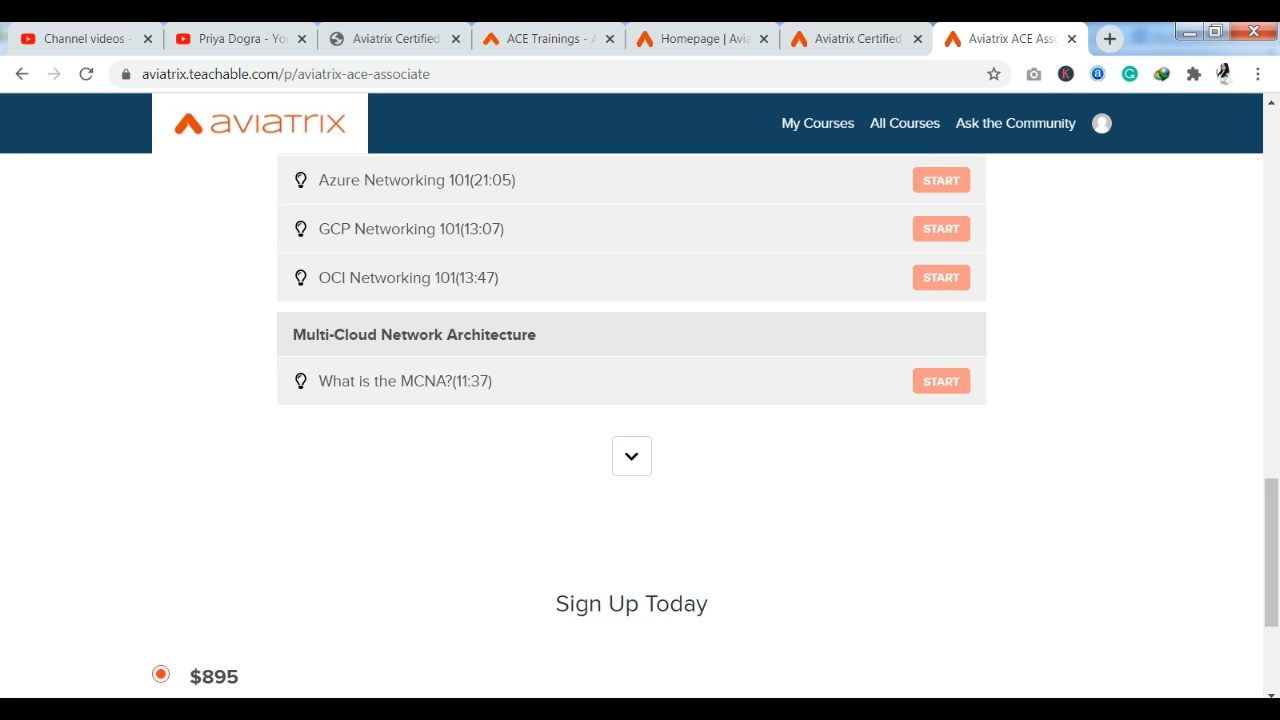 Channel videos -
Priya Dogra - Yo
Aviatrix Certified
tings - A
Homepage | Avia
Aviatrix Certified
Aviatrix ACE Asso
aviatrix.teachable.com/p/aviatrix-ace-associate
aviatrix
My Courses
All Courses
Ask the Community
Azure Networking 101(21:05)
START
GCP Networking 101(13:07)
START
OCI Networking 101(13:47)
START
Multi-Cloud Network Architecture
What is the MCNA?(11:37)
START
Sign Up Today
$895